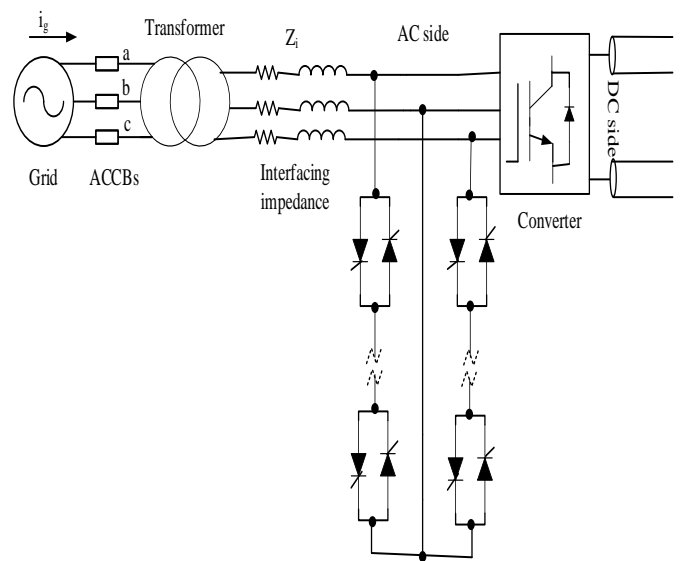 i_g
Transformer
Z_i
AC side
a
b
c
DC side
Grid
ACCBs
Interfacing
impedance
Converter